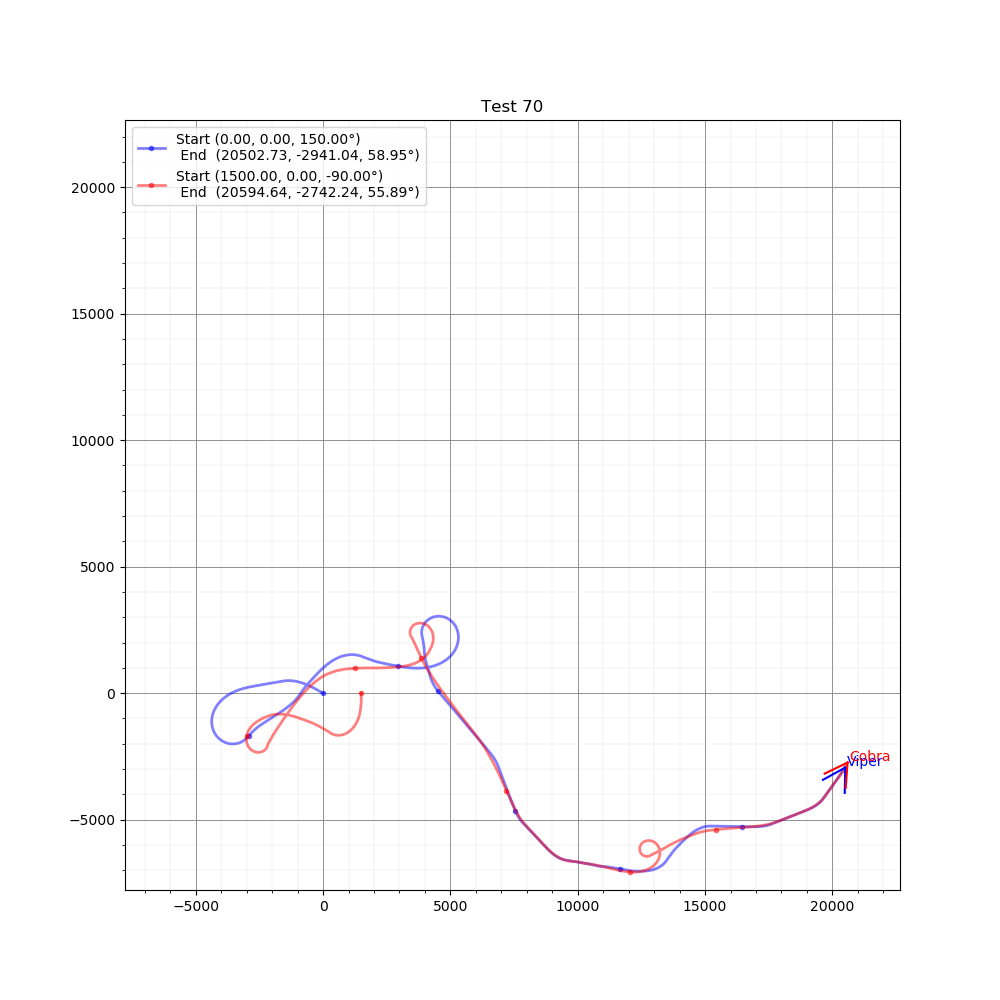 Test 70
Start (0.00, 0.00, 150.00°)
End (20502.73, -2941.04, 58.95°)
Start (1500.00, 0.00, -90.00°)
End (20594.64, -2742.24, 55.89°)
20000
15000
10000
5000
0
−5000
Cobra
Viper
−5000
0
5000
10000
15000
20000